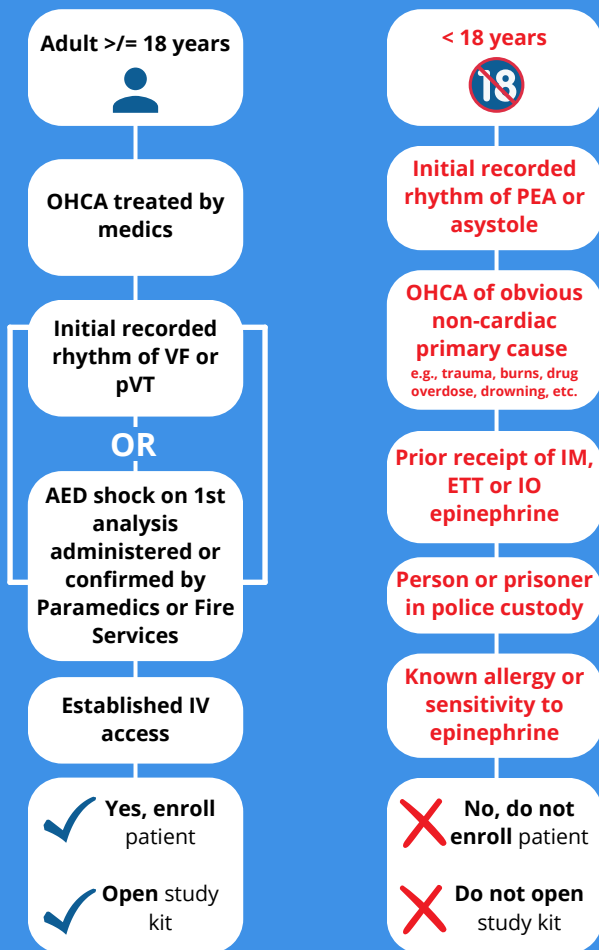 Adult >/= 18 years
OHCA treated by
medics
Initial recorded
rhythm of VF or
pVT
OR
AED shock on 1st
analysis
administered or
confirmed by
Paramedics or Fire
Services
Established IV
access
Yes, enroll
patient
Open study
kit
< 18 years
18
Initial recorded
rhythm of PEA or
asystole
OHCA of obvious
non-cardiac
primary cause
e.g., trauma, burns, drug
overdose, drowning, etc.
Prior receipt of IM,
ETT or IO
epinephrine
Person or prisoner
in police custody
Known allergy or
sensitivity to
epinephrine
No, do not
enroll patient
Do not open
study kit